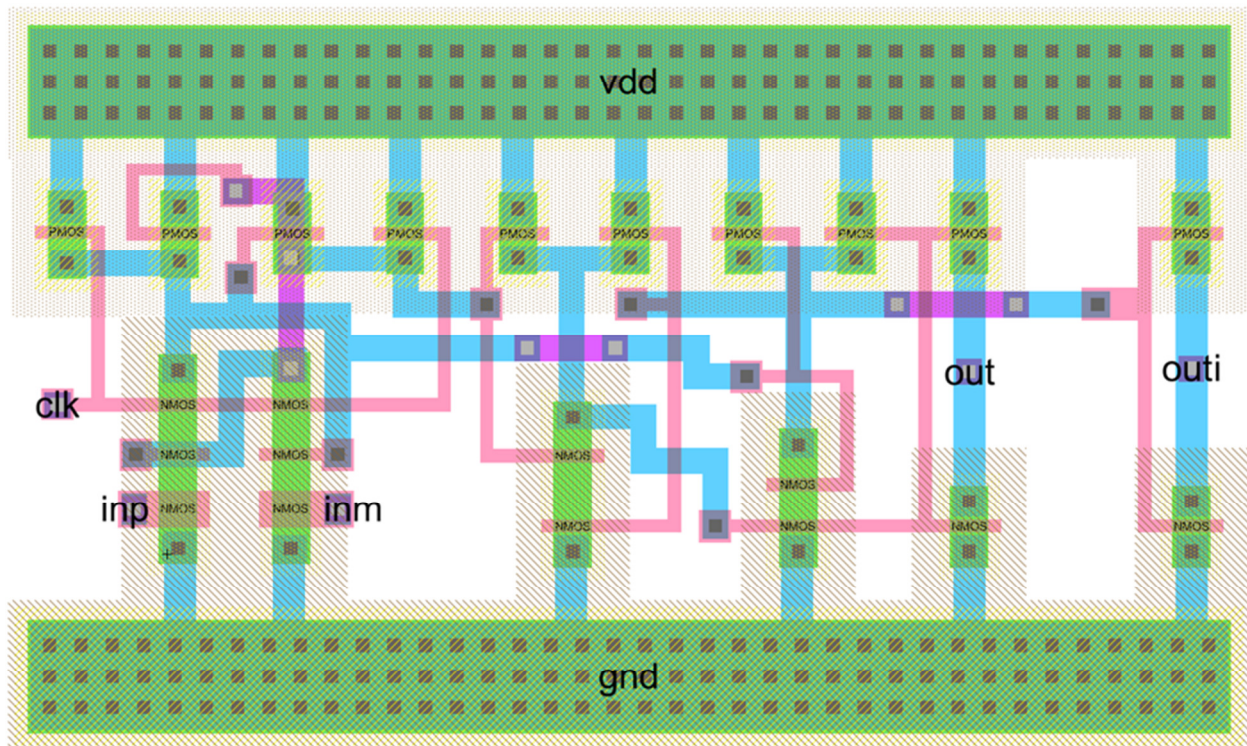 vdd
PMOS PMOS PMOS PMOS PMOS PMOS PMOS PMOS PMOS PMOS
out outi
clk NMOS NMOS
NMOS NMOS NMOS
NMOS
inp NMOS NMOS inm
NMOS NMOS NMOS NMOS
gnd